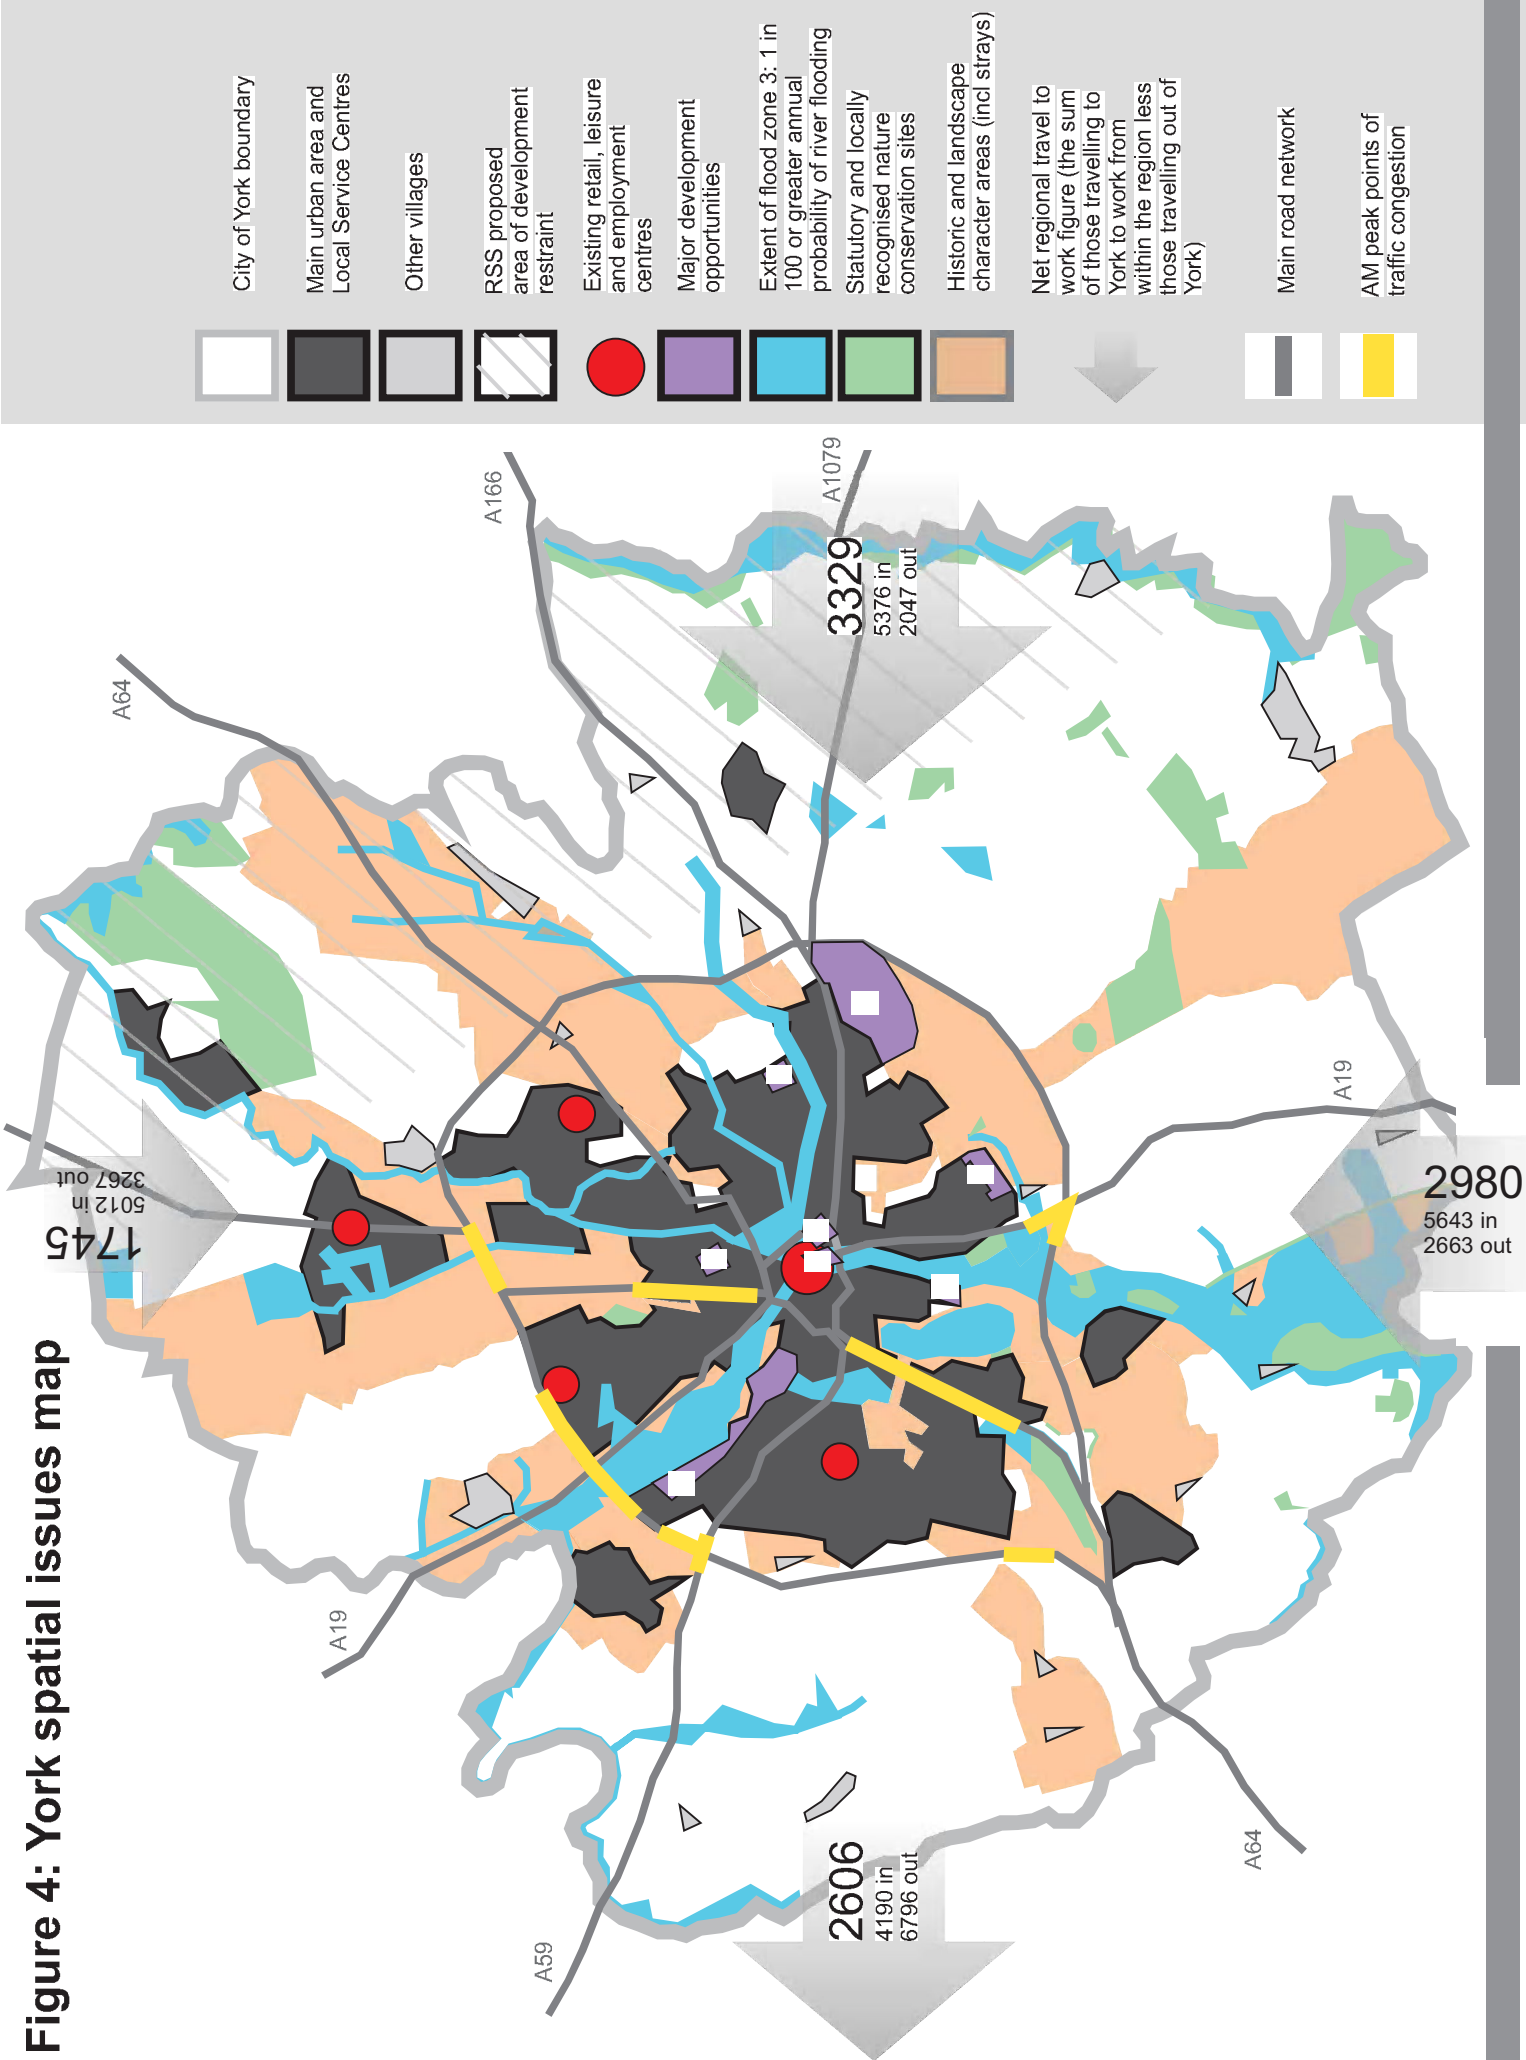 Figure 4: York spatial issues map
A19
A59
A64
1745
5012 in
3267 out
A64
A166
A1079
3329
5376 in
2047 out
2606
4190 in
6796 out
A19
2980
5643 in
2663 out
City of York boundary
Main urban area and
Local Service Centres
Other villages
RSS proposed
area of development
restraint
Existing retail, leisure
and employment
centres
Major development
opportunities
Extent of flood zone 3: 1 in
100 or greater annual
probability of river flooding
Statutory and locally
recognised nature
conservation sites
Historic and landscape
character areas (incl strays)
Net regional travel to
work figure (the sum
of those travelling to
York to work from
within the region less
those travelling out of
York)
Main road network
AM peak points of
traffic congestion